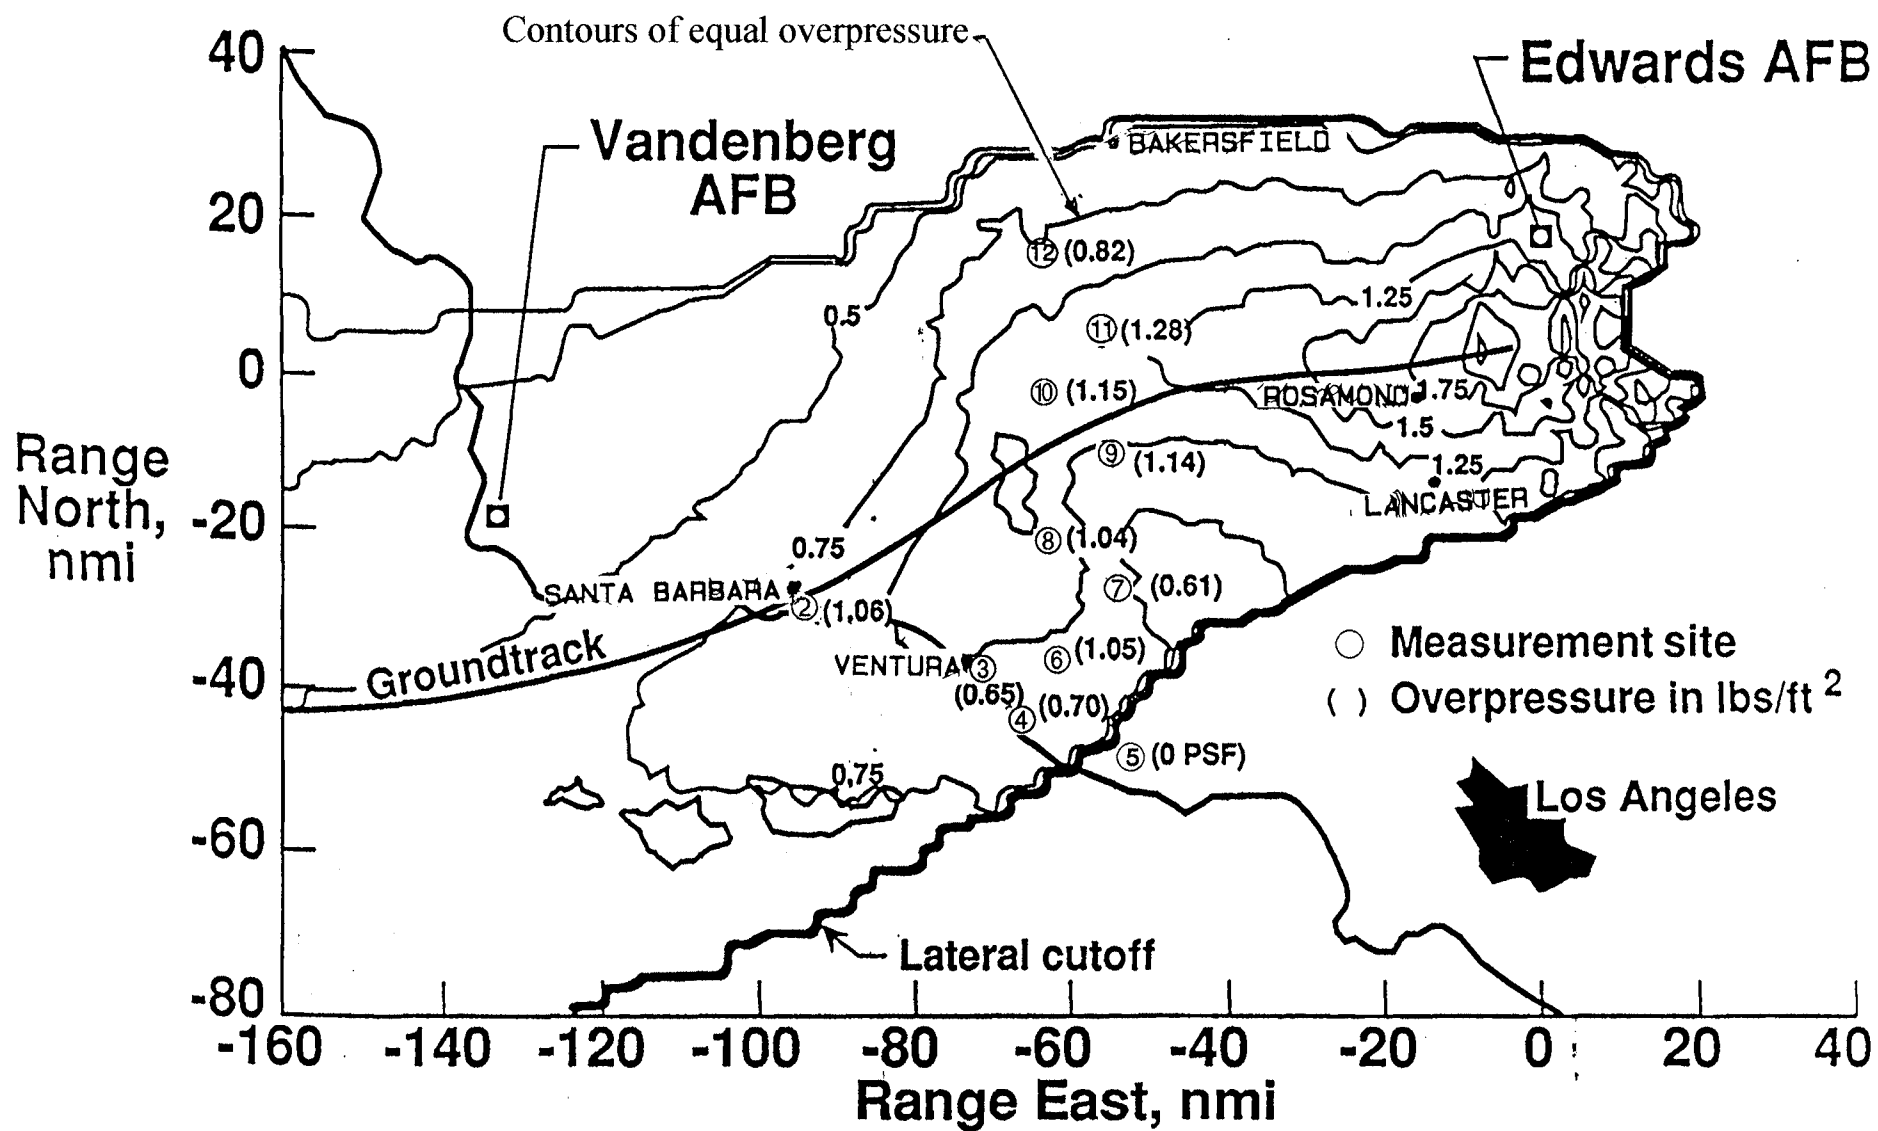 Contours of equal overpressure
40
Edwards AFB
Vandenberg
AFB
BAKERSFIELD
20
12 (0.82)
1.25
0.5
11 (1.28)
0
10 (1.15)
ROSAMOND 1.75
1.5
9 (1.14)
1.25
Range
North,
nmi
LANCASTER
-20
8 (1.04)
0.75
7 (0.61)
SANTA BARBARA
2 (1.06)
Groundtrack
VENTURA 3
(0.65)
6 (1.05)
Measurement site
-40
4 (0.70)
( ) Overpressure in lbs/ft 2
5 (0 PSF)
0.75
Los Angeles
-60
Lateral cutoff
-80
-160 -140 -120 -100 -80 -60 -40 -20 0 20 40
Range East, nmi